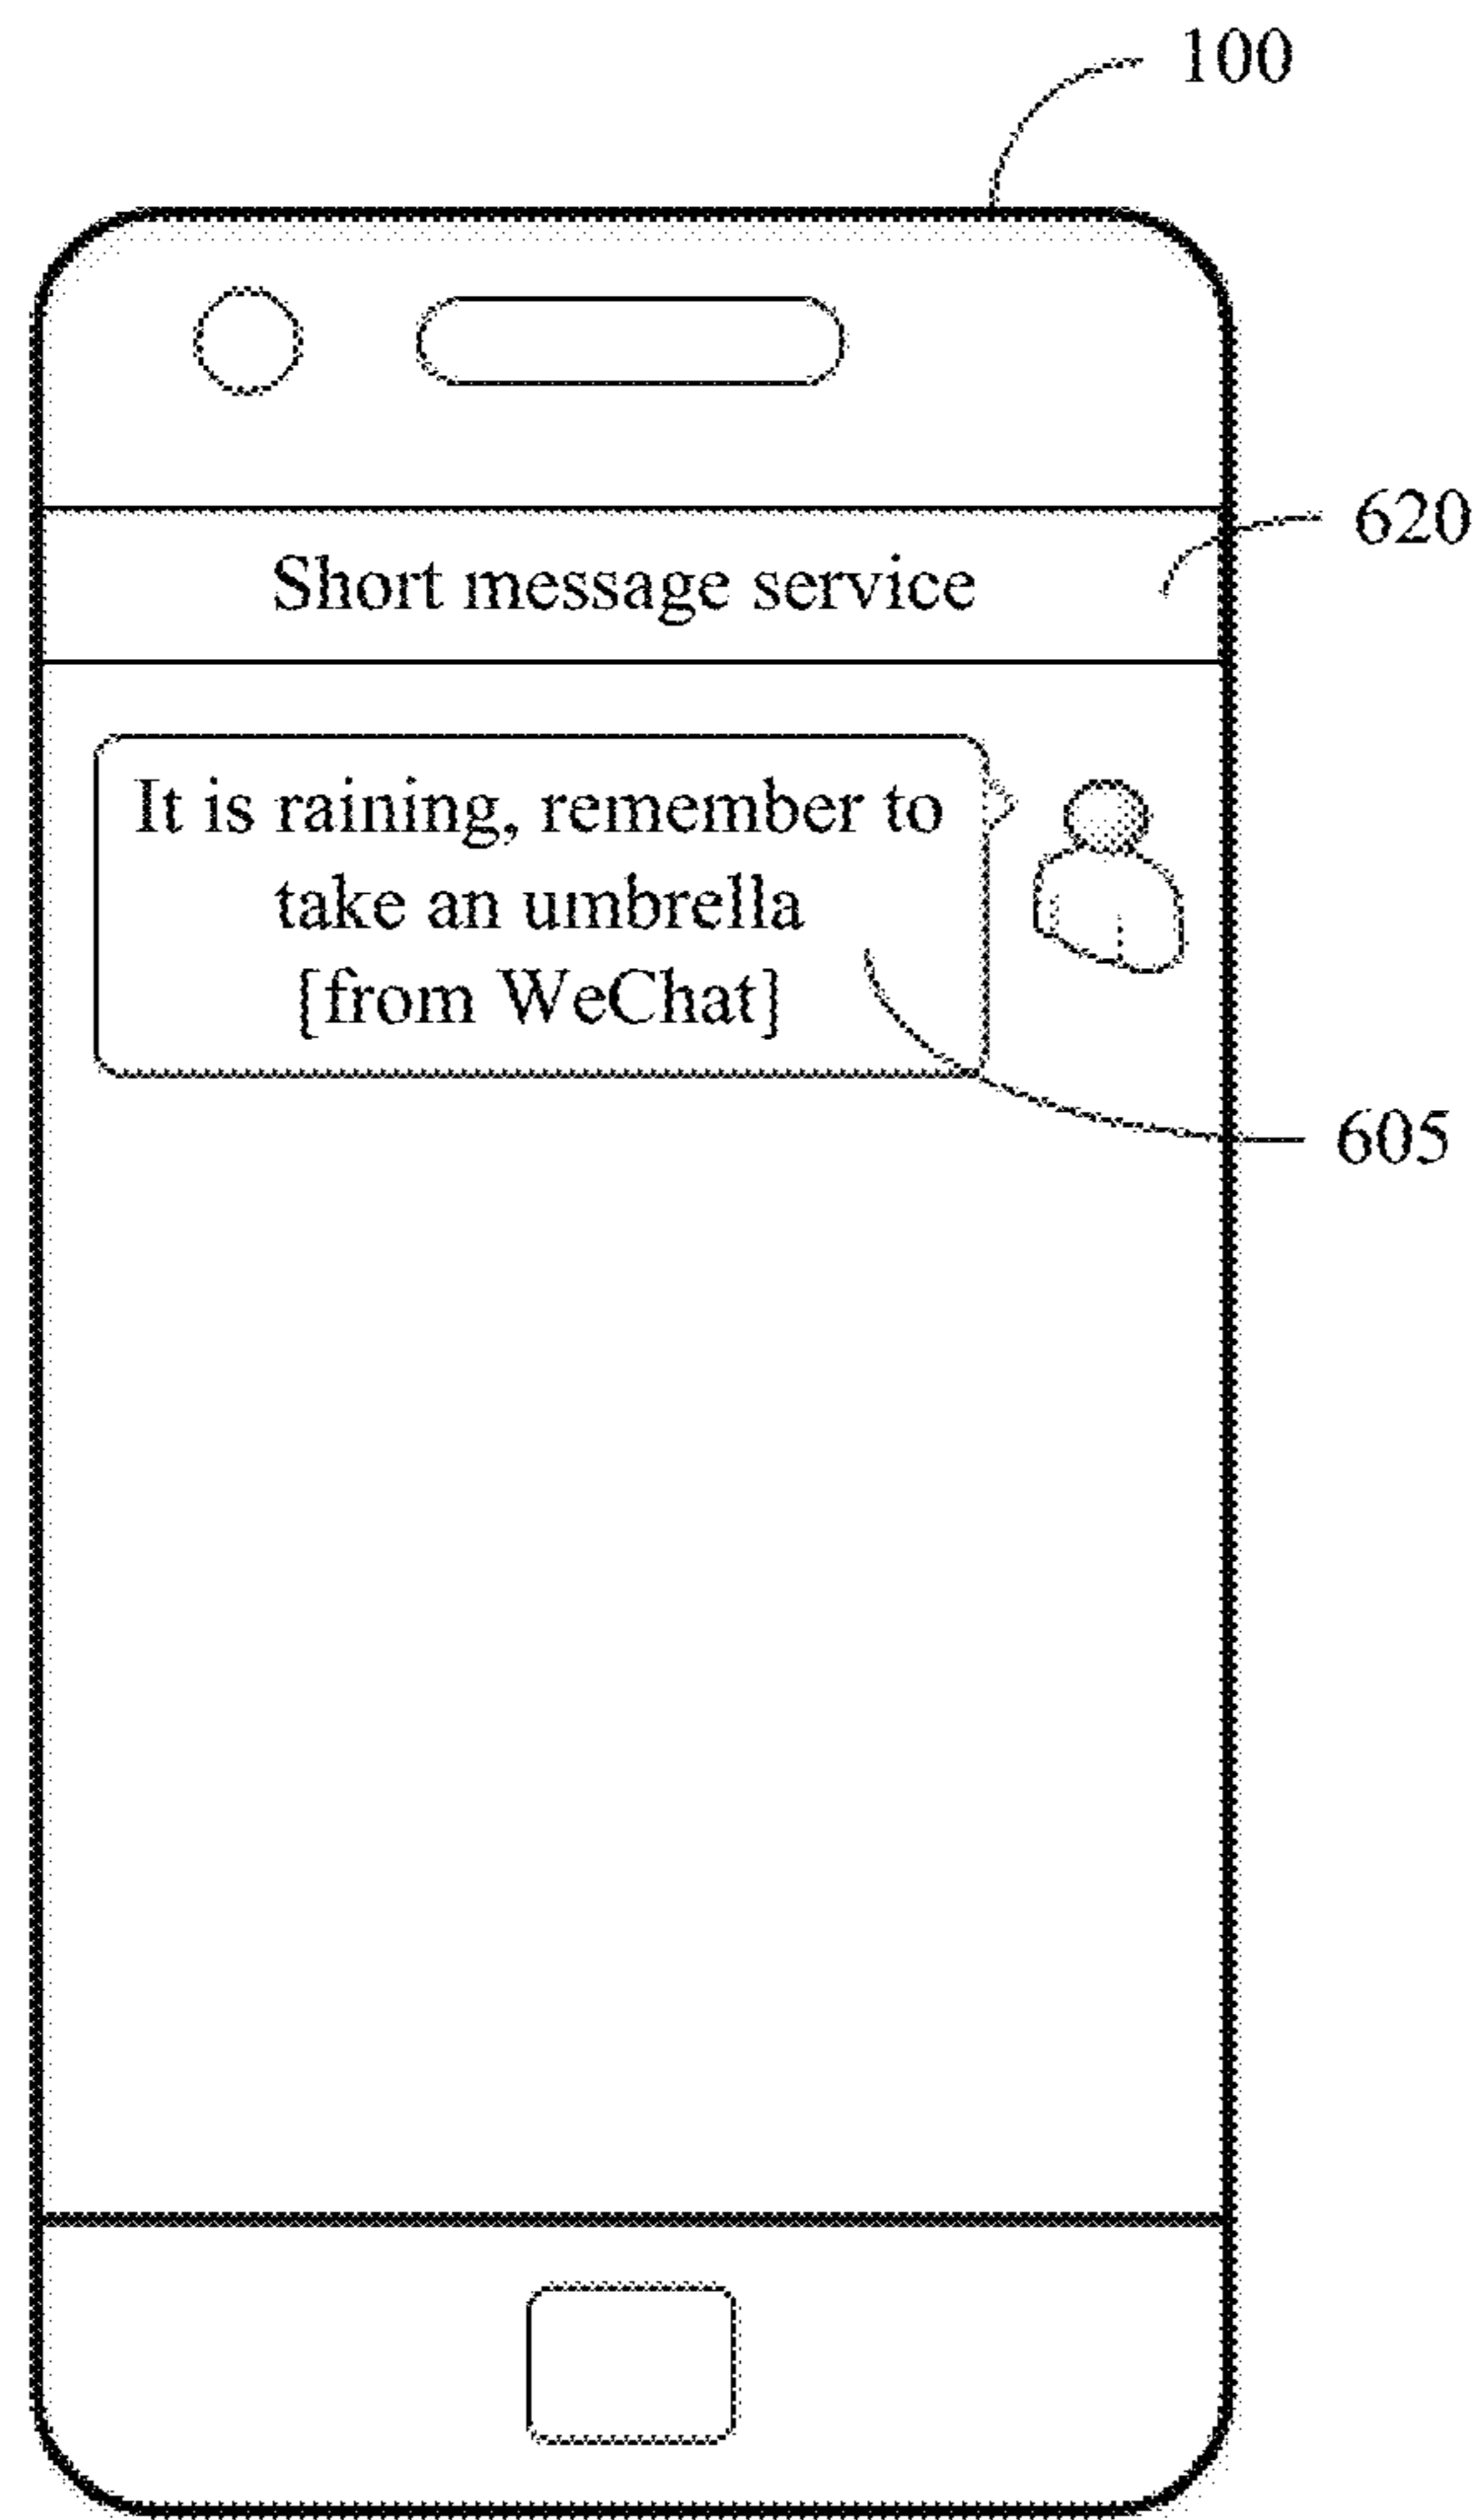 100
620
Short message service
It is raining, remember to
take an umbrella
[from WeChat]
605